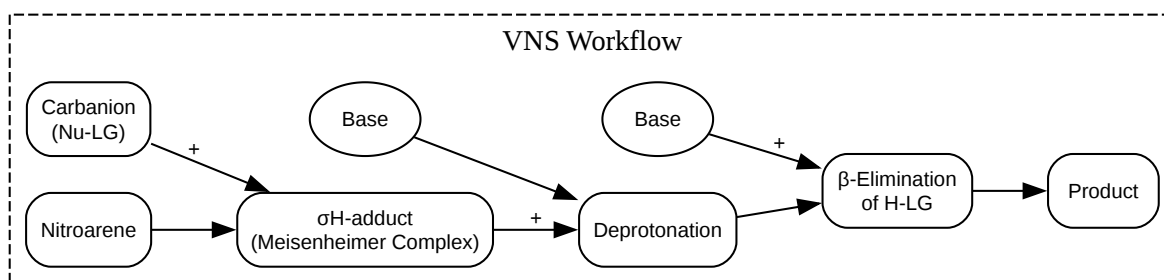 VNS Workflow
Carbanion
(Nu-LG)
Base
Base
+
+
β-Elimination
of H-LG
Product
Nitroarene
σH-adduct
(Meisenheimer Complex)
+
Deprotonation